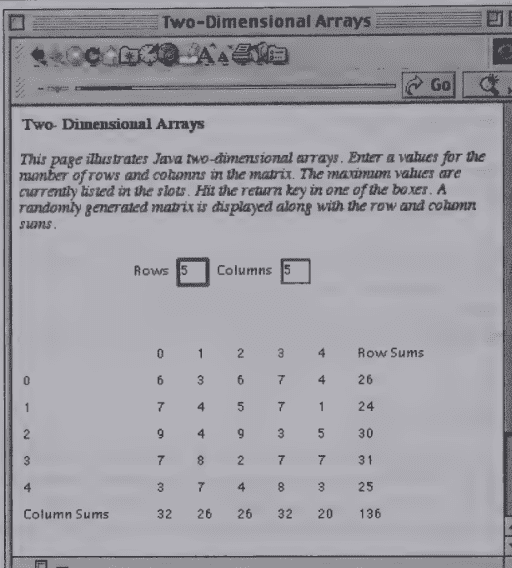 Two-Dimensional Arrays
Go
Two- Dimensional Arrays
This page illustrates Java two-dimensional arrays. Enter a values for the
number of rows and columns in the matrix. The maximum values are
currently listed in the slots. Hit the return key in one of the boxes. A
randomly generated matrix is displayed along with the row and column
sums.
Rows 5 Columns 5
0 1 2 3 4 Row Sums
0 6 3 6 7 4 26
1 7 4 5 7 1 24
2 9 4 9 3 5 30
3 7 8 2 7 7 31
4 3 7 4 8 3 25
Column Sums 32 26 26 32 20 136